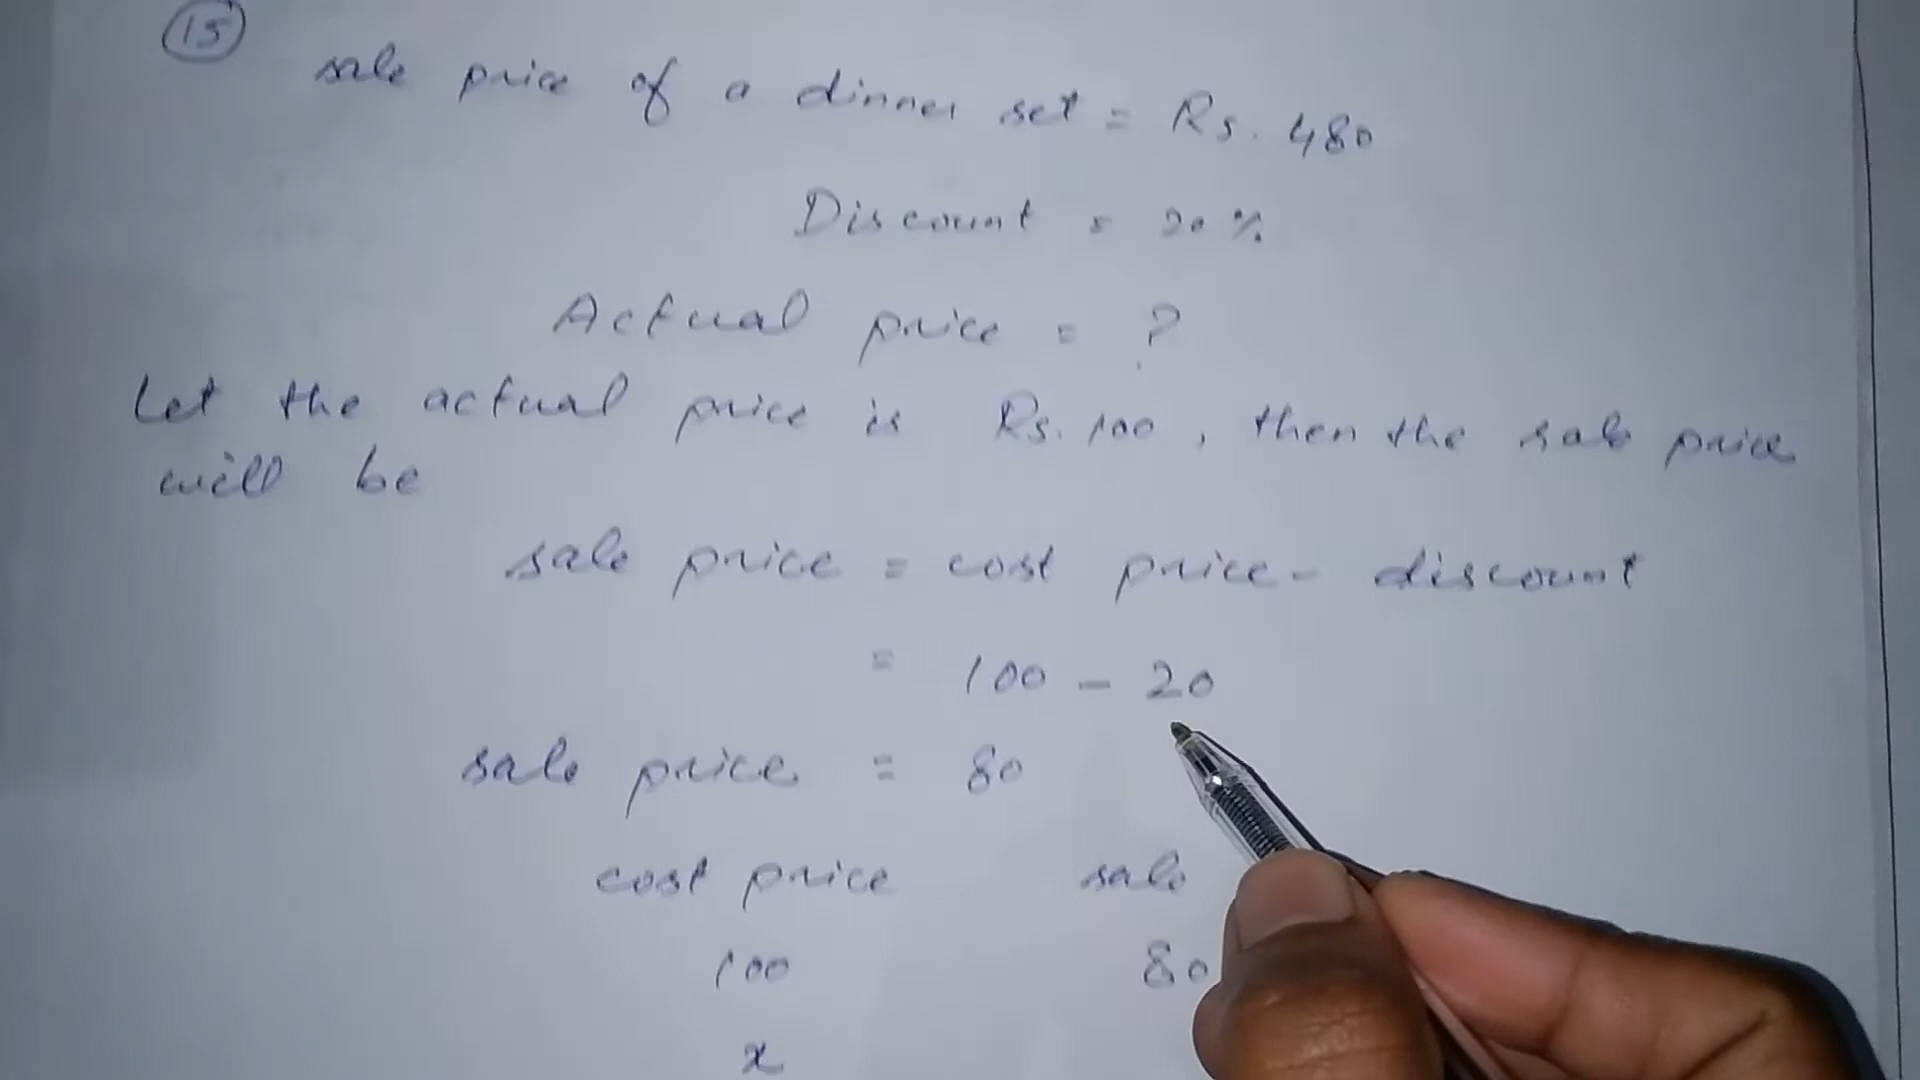 15
sale price of a dinner set = Rs. 480
Discount = 20%
Actual price = ?
Let the actual price is Rs. 100, then the sale price
will be
sale price = cost price - discount
= 100 - 20
sale price = 80
cost price sale
100 80
x